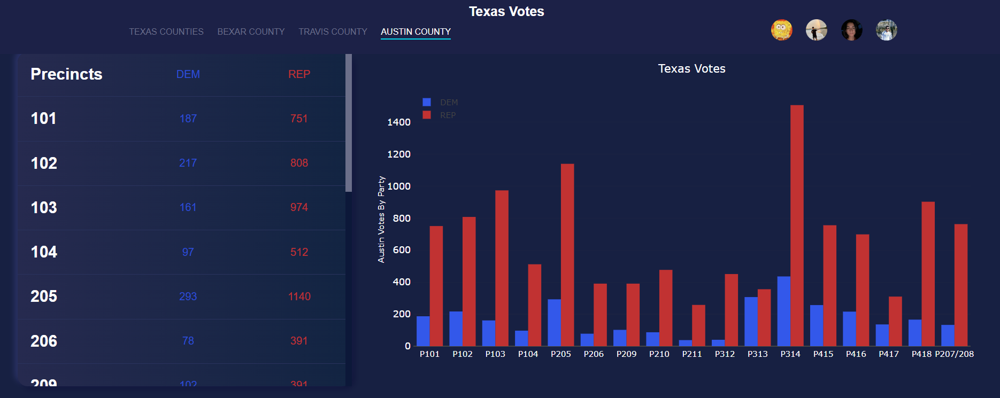 Texas Votes
TEXAS COUNTIES BEXAR COUNTY TRAVIS COUNTY AUSTIN COUNTY
Precincts DEM REP
101 187 751
102 217 808
103 161 974
104 97 512
205 293 1140
206 78 391
209 102 391
Texas Votes
DEM
REP
Austin Votes By Party
1400
1200
1000
800
600
400
200
0
P101 P102 P103 P104 P205 P206 P209 P210 P211 P312 P313 P314 P415 P416 P417 P418 P207/208